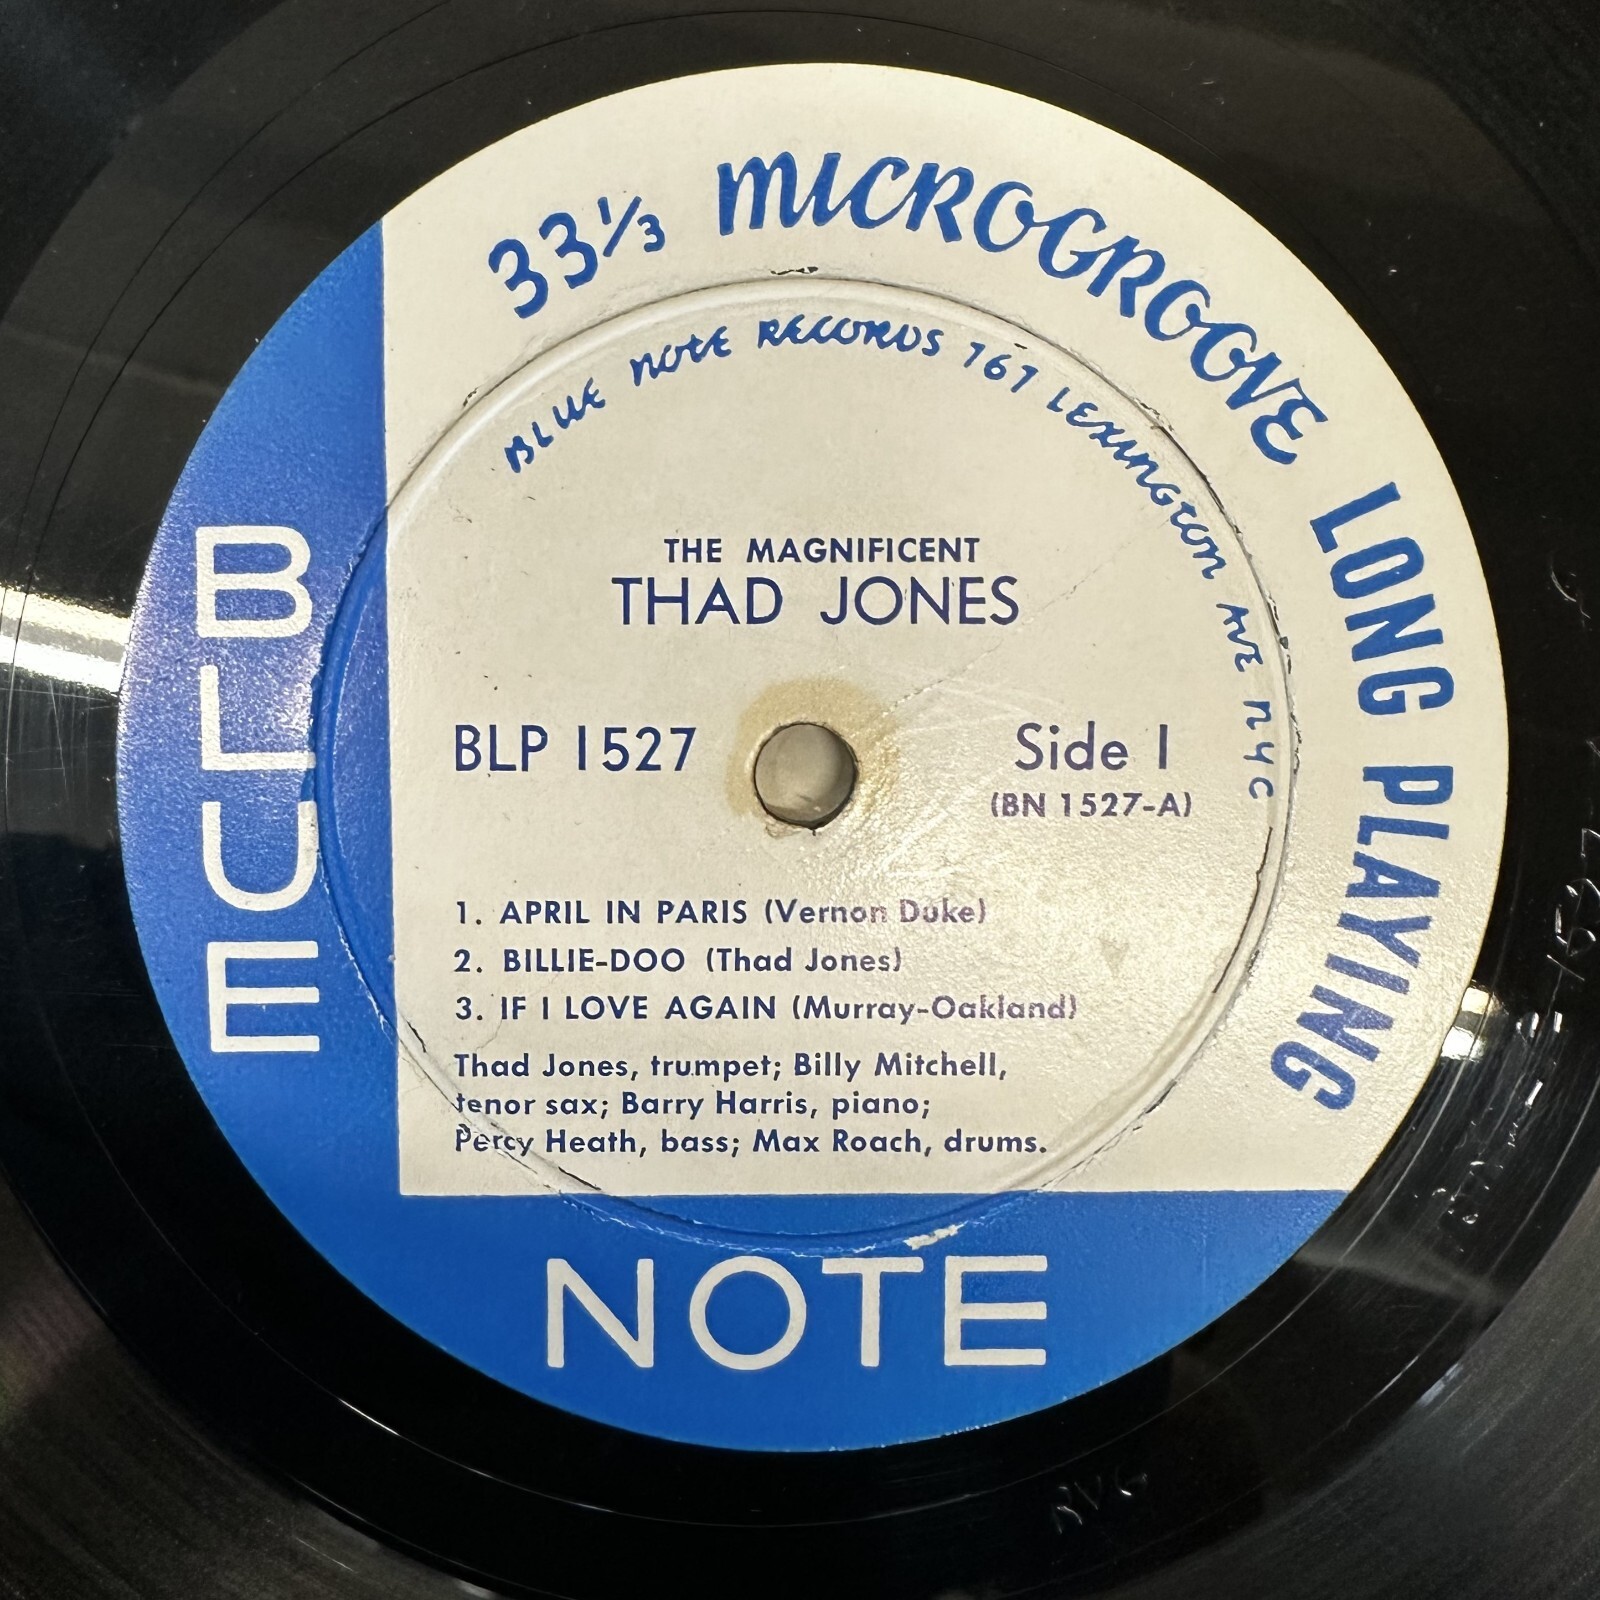 33⅓ MICROGROOVE LONG PLAYING
BLUE NOTE RECORDS 767 LEXINGTON AVE NYC
THE MAGNIFICENT
THAD JONES
BLP 1527
Side 1
(BN 1527-A)
1. APRIL IN PARIS (Vernon Duke)
2. BILLIE-DOO (Thad Jones)
3. IF I LOVE AGAIN (Murray-Oakland)
Thad Jones, trumpet; Billy Mitchell,
tenor sax; Barry Harris, piano;
Percy Heath, bass; Max Roach, drums.
BLUE
NOTE
RVG